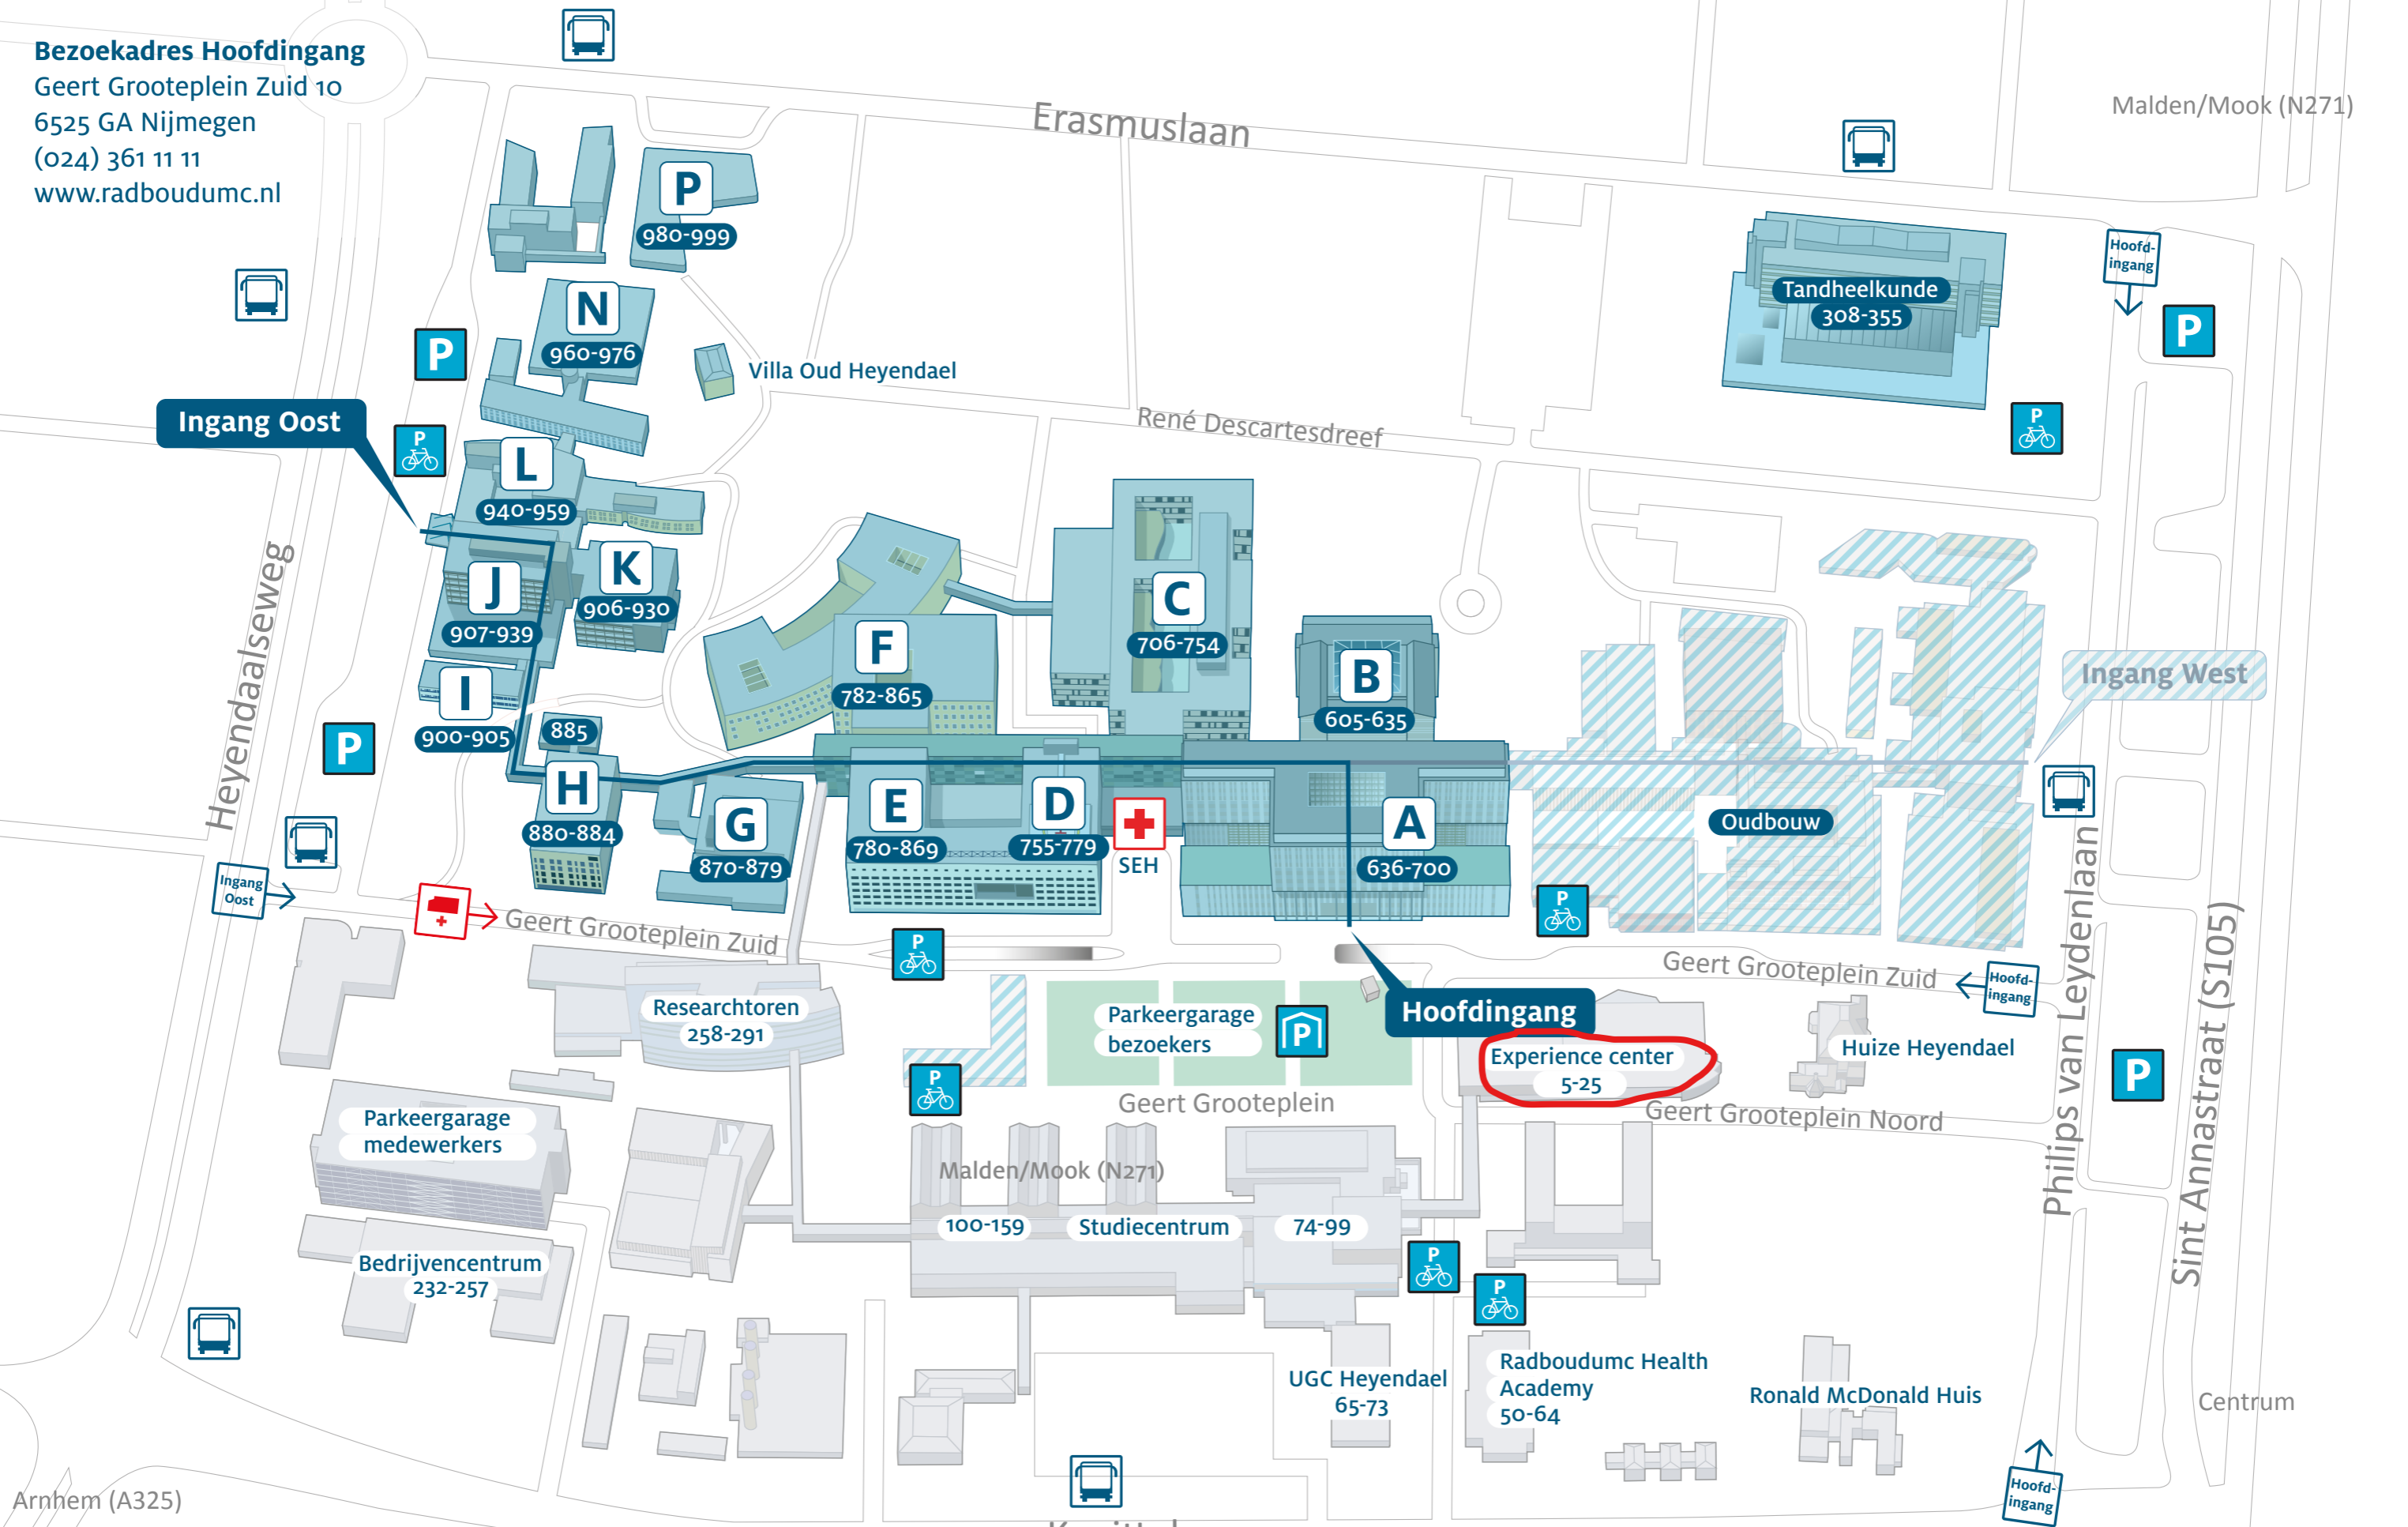 Bezoekadres Hoofdingang
Geert Grooteplein Zuid 10
6525 GA Nijmegen
(024) 361 11 11
www.radboudumc.nl
Erasmuslaan
Malden/Mook (N271)
P
980-999
Tandheelkunde
308-355
Hoofd-
ingang
P
N
960-976
P
Villa Oud Heyendael
Ingang Oost
P
P
René Descartesdreef
L
940-959
K
906-930
J
907-939
C
706-754
F
782-865
B
605-635
Ingang West
I
900-905
885
P
Heyendaalseweg
H
880-884
G
870-879
E
780-869
D
755-779
SEH
A
636-700
Oudbouw
Ingang
Oost
Geert Grooteplein Zuid
P
P
Geert Grooteplein Zuid
Hoofd-
ingang
Philips van Leydenlaan
Sint Annastraat (S105)
Researchtoren
258-291
Parkeergarage
bezoekers
P
Hoofdingang
Experience center
5-25
Huize Heyendael
P
P
Geert Grooteplein
Geert Grooteplein Noord
Parkeergarage
medewerkers
Malden/Mook (N271)
100-159
Studiecentrum
74-99
Bedrijvencentrum
232-257
P
P
UGC Heyendael
65-73
Radboudumc Health
Academy
50-64
Ronald McDonald Huis
Centrum
Arnhem (A325)
Hoofd-
ingang